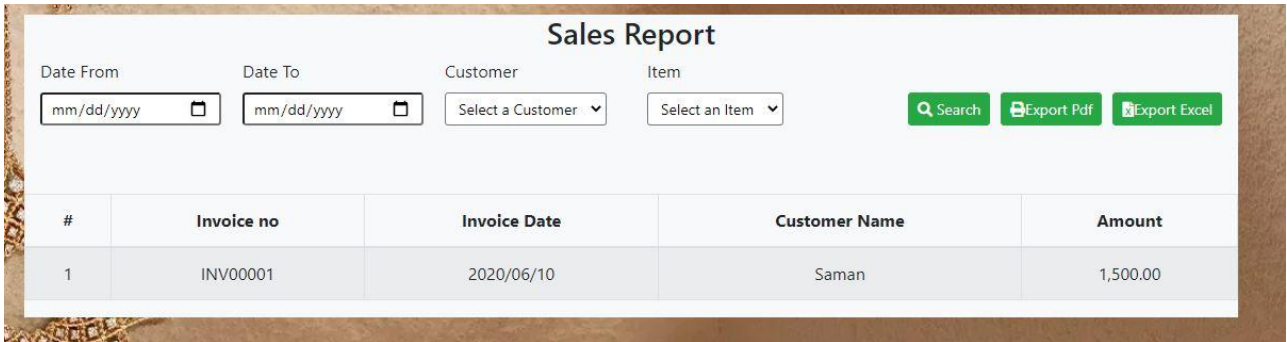 Sales Report
Date From Date To Customer Item
mm/dd/yyyy mm/dd/yyyy Select a Customer Select an Item Search Export Pdf Export Excel
# Invoice no Invoice Date Customer Name Amount
1 INV00001 2020/06/10 Saman 1,500.00